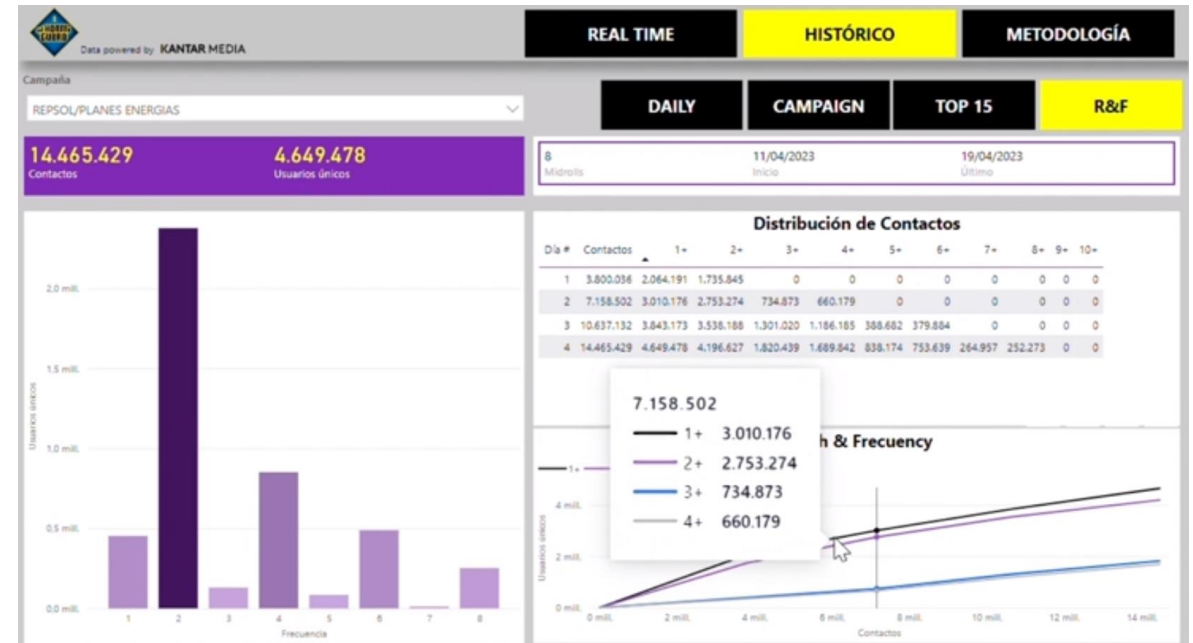 EL HORMIGUERO
Data powered by KANTAR MEDIA
REAL TIME
HISTÓRICO
METODOLOGÍA
Campaña
REPSOL/PLANES ENERGIAS
DAILY
CAMPAIGN
TOP 15
R&F
14.465.429
Contactos
4.649.478
Usuarios únicos
8
Midrolls
11/04/2023
Inicio
19/04/2023
Último
2,0 mill.
1,5 mill.
1,0 mill.
0,5 mill.
0,0 mill.
Usuarios únicos
1 2 3 4 5 6 7 8
Frecuencia
Distribución de Contactos
Día # Contactos 1+ 2+ 3+ 4+ 5+ 6+ 7+ 8+ 9+ 10+
1 3.800.036 2.064.191 1.735.845 0 0 0 0 0 0 0 0
2 7.158.502 3.010.176 2.753.274 734.873 660.179 0 0 0 0 0 0
3 10.637.132 3.843.173 3.538.188 1.301.020 1.186.185 388.682 379.884 0 0 0 0
4 14.465.429 4.649.478 4.196.627 1.820.439 1.689.842 838.174 753.639 264.957 252.273 0 0
7.158.502
1+ 3.010.176
2+ 2.753.274
3+ 734.873
4+ 660.179
h & Frecuency
1+
4 mill.
2 mill.
0 mill.
Usuarios únicos
0 mill. 2 mill. 4 mill. 6 mill. 8 mill. 10 mill. 12 mill. 14 mill.
Contactos